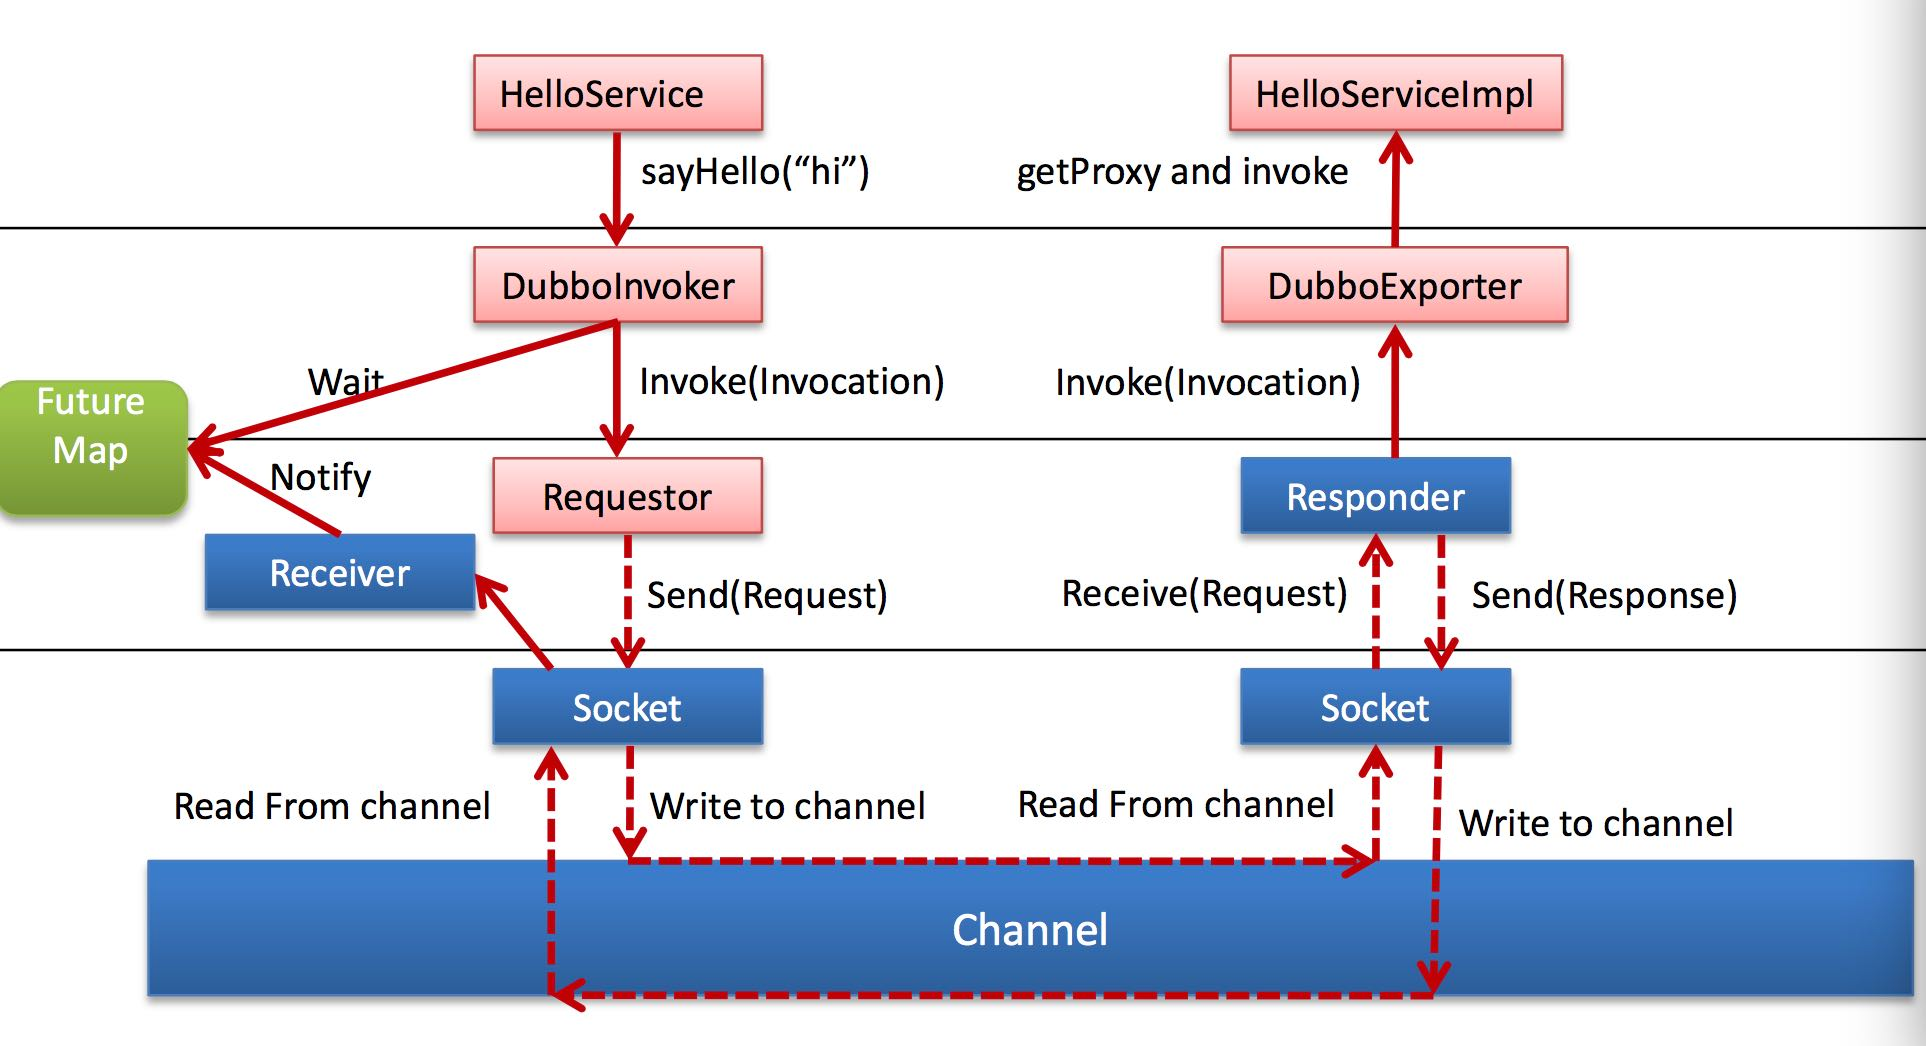 HelloService
HelloServiceImpl
sayHello(“hi”)
getProxy and invoke
DubboInvoker
DubboExporter
Wait
Invoke(Invocation)
Invoke(Invocation)
Future
Map
Notify
Requestor
Responder
Receiver
Send(Request)
Receive(Request)
Send(Response)
Socket
Socket
Read From channel
Write to channel
Read From channel
Write to channel
Channel